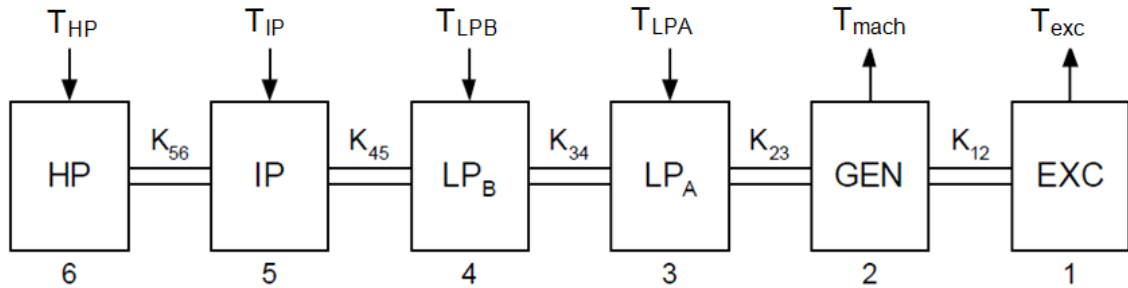 T_HP T_IP T_LPB T_LPA T_mach T_exc
K_56 K_45 K_34 K_23 K_12
HP IP LP_B LP_A GEN EXC
6 5 4 3 2 1